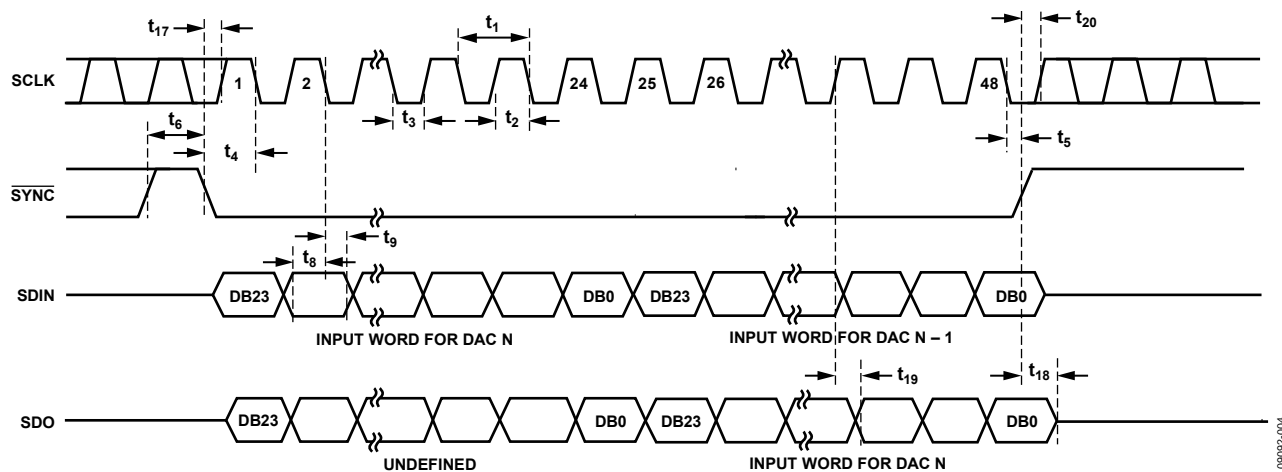 t17
t1
t20
SCLK
1
2
24
25
26
48
t6
t4
t3
t2
t5
SYNC
t9
t8
SDIN
DB23
DB0
DB23
DB0
INPUT WORD FOR DAC N
INPUT WORD FOR DAC N – 1
t19
t18
SDO
DB23
DB0
DB23
DB0
UNDEFINED
INPUT WORD FOR DAC N
09092-004